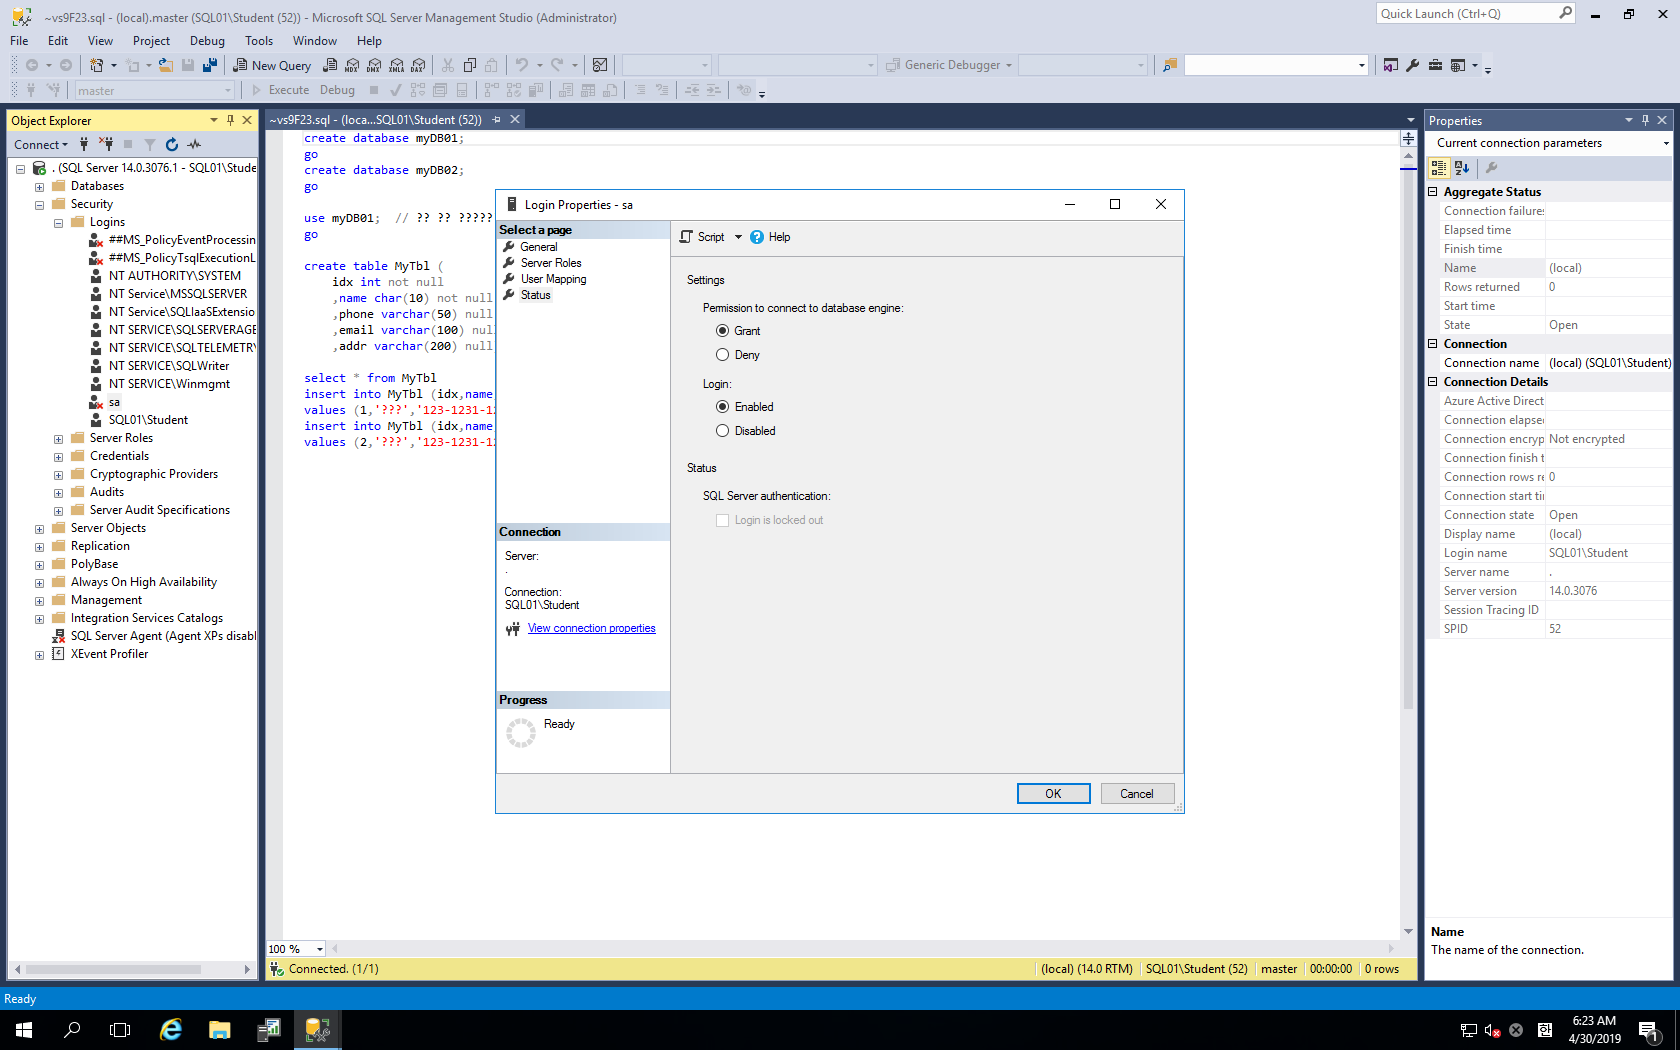 ~vs9F23.sql - (local).master (SQL01\Student (52)) - Microsoft SQL Server Management Studio (Administrator)
Quick Launch (Ctrl+Q)
File Edit View Project Debug Tools Window Help
New Query MDX DMX XMLA DAX Generic Debugger
master Execute Debug
Object Explorer
Connect
. (SQL Server 14.0.3076.1 - SQL01\Stude
Databases
Security
Logins
##MS_PolicyEventProcessin
##MS_PolicyTsqlExecutionL
NT AUTHORITY\SYSTEM
NT Service\MSSQLSERVER
NT Service\SQLIaaSExtensio
NT SERVICE\SQLSERVERAGE
NT SERVICE\SQLTELEMETRY
NT SERVICE\SQLWriter
NT SERVICE\Winmgmt
sa
SQL01\Student
Server Roles
Credentials
Cryptographic Providers
Audits
Server Audit Specifications
Server Objects
Replication
PolyBase
Always On High Availability
Management
Integration Services Catalogs
SQL Server Agent (Agent XPs disabl
XEvent Profiler
~vs9F23.sql - (loca...SQL01\Student (52))
create database myDB01;
go
create database myDB02;
go
use myDB01;  // ?? ?? ?????
go
create table MyTbl (
idx int not null
,name char(10) not null
,phone varchar(50) null
,email varchar(100) null
,addr varchar(200) null
select * from MyTbl
insert into MyTbl (idx,name
values (1,'???','123-1231-12
insert into MyTbl (idx,name
values (2,'???','123-1231-12
100 %
Connected. (1/1)
(local) (14.0 RTM) SQL01\Student (52) master 00:00:00 0 rows
Login Properties - sa
Select a page
General
Server Roles
User Mapping
Status
Connection
Server:
.
Connection:
SQL01\Student
View connection properties
Progress
Ready
Script Help
Settings
Permission to connect to database engine:
Grant
Deny
Login:
Enabled
Disabled
Status
SQL Server authentication:
Login is locked out
OK Cancel
Properties
Current connection parameters
Aggregate Status
Connection failures
Elapsed time
Finish time
Name (local)
Rows returned 0
Start time
State Open
Connection
Connection name (local) (SQL01\Student)
Connection Details
Azure Active Direct
Connection elapse
Connection encryp Not encrypted
Connection finish t
Connection rows re 0
Connection start ti
Connection state Open
Display name (local)
Login name SQL01\Student
Server name .
Server version 14.0.3076
Session Tracing ID
SPID 52
Name
The name of the connection.
Ready
6:23 AM
4/30/2019
1